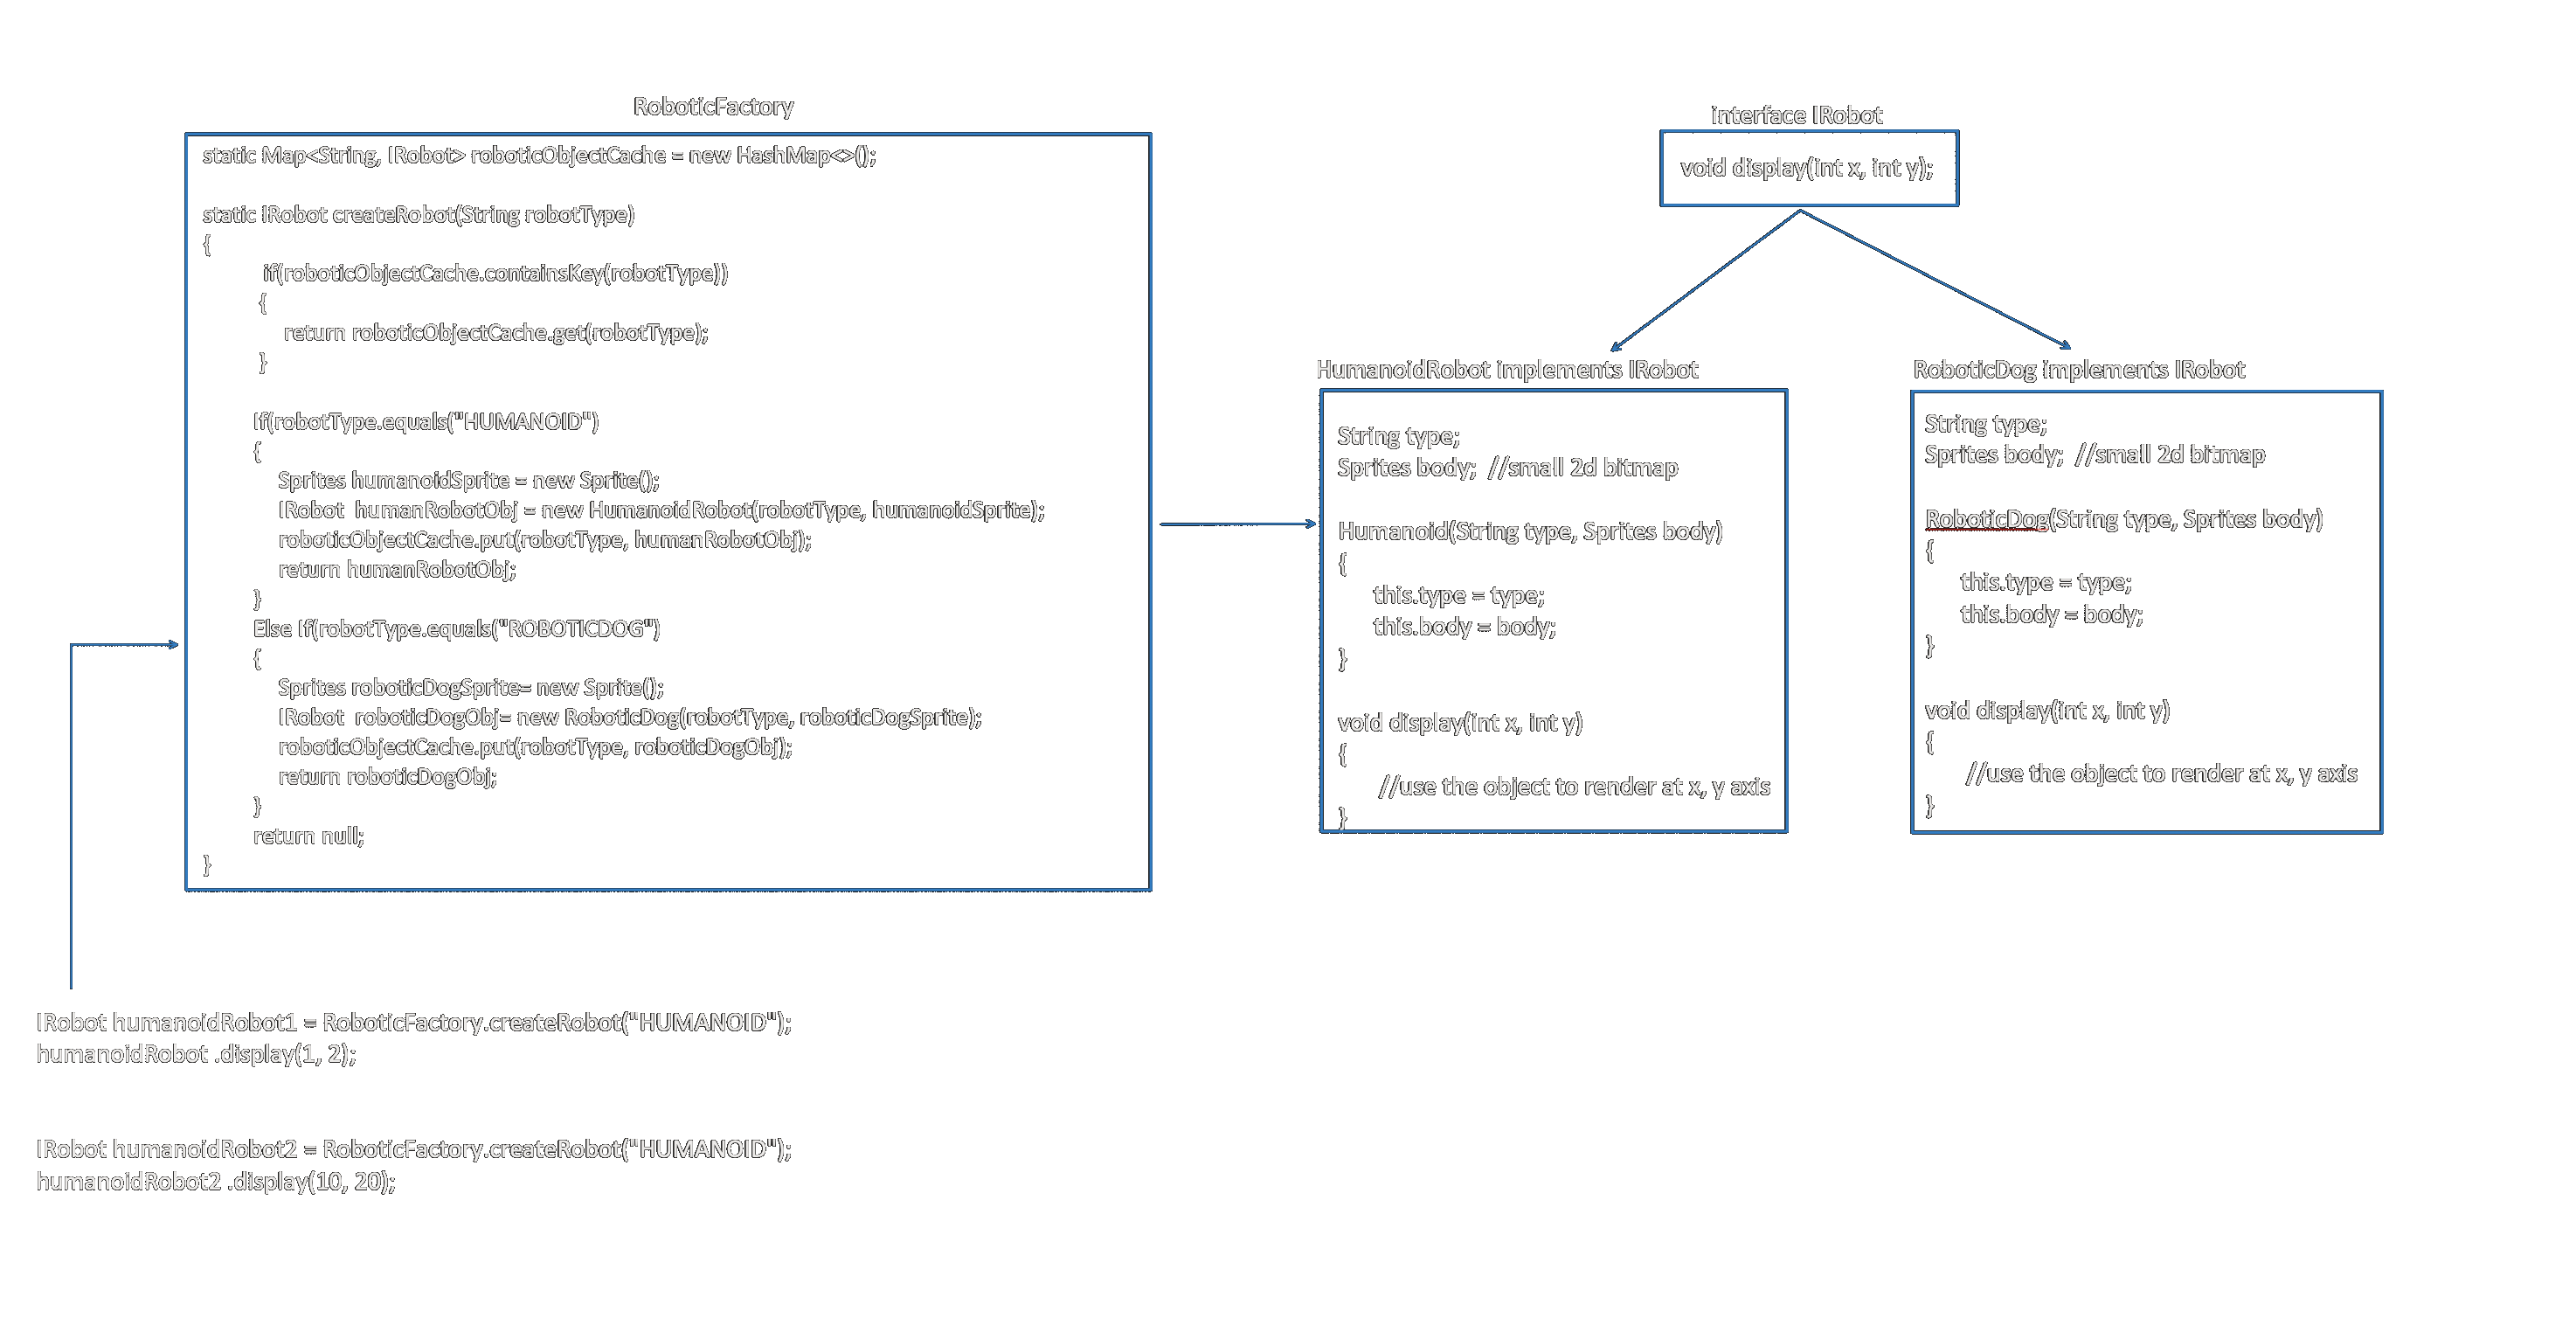 RoboticFactory
static Map<String, IRobot> roboticObjectCache = new HashMap<>();
static IRobot createRobot(String robotType)
{
if(roboticObjectCache.containsKey(robotType))
{
return roboticObjectCache.get(robotType);
}
If(robotType.equals("HUMANOID")
{
Sprites humanoidSprite = new Sprite();
IRobot humanRobotObj = new HumanoidRobot(robotType, humanoidSprite);
roboticObjectCache.put(robotType, humanRobotObj);
return humanRobotObj;
}
Else If(robotType.equals("ROBOTICDOG")
{
Sprites roboticDogSprite= new Sprite();
IRobot roboticDogObj= new RoboticDog(robotType, roboticDogSprite);
roboticObjectCache.put(robotType, roboticDogObj);
return roboticDogObj;
}
return null;
}
interface IRobot
void display(int x, int y);
HumanoidRobot implements IRobot
String type;
Sprites body; //small 2d bitmap
Humanoid(String type, Sprites body)
{
this.type = type;
this.body = body;
}
void display(int x, int y)
{
//use the object to render at x, y axis
}
RoboticDog implements IRobot
String type;
Sprites body; //small 2d bitmap
RoboticDog(String type, Sprites body)
{
this.type = type;
this.body = body;
}
void display(int x, int y)
{
//use the object to render at x, y axis
}
IRobot humanoidRobot1 = RoboticFactory.createRobot("HUMANOID");
humanoidRobot .display(1, 2);
IRobot humanoidRobot2 = RoboticFactory.createRobot("HUMANOID");
humanoidRobot2 .display(10, 20);